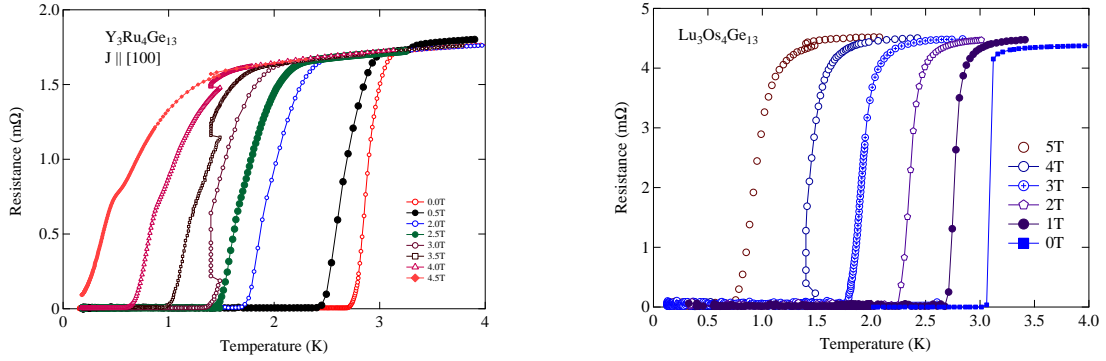 Y₃Ru₄Ge₁₃
J || [100]
Resistance (mΩ)
2.0
1.5
1.0
0.5
0.0
0
1
2
3
4
Temperature (K)
0.0T
0.5T
2.0T
2.5T
3.0T
3.5T
4.0T
4.5T
Lu₃Os₄Ge₁₃
Resistance (mΩ)
5
4
3
2
1
0
0.0
0.5
1.0
1.5
2.0
2.5
3.0
3.5
4.0
Temperature (K)
5T
4T
3T
2T
1T
0T